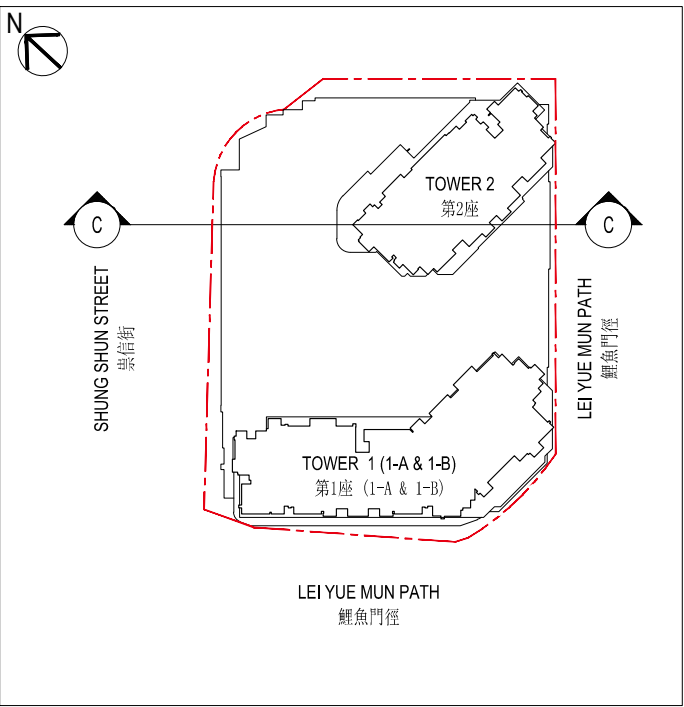 N
TOWER 2
第2座
C
C
SHUNG SHUN STREET
崇信街
LEI YUE MUN PATH
鯉魚門徑
TOWER 1 (1-A & 1-B)
第1座 (1-A & 1-B)
LEI YUE MUN PATH
鯉魚門徑